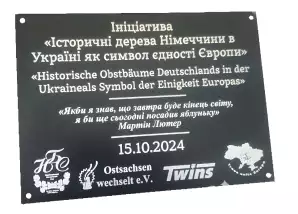 Ініціатива
«Історичні дерева Німеччини в
Україні як символ єдності Європи»
«Historische Obstbäume Deutschlands in der
Ukraineals Symbol der Einigkeit Europas»
«Якби я знав, що завтра буде кінець світу,
я би ще сьогодні посадив яблуньку»
Мартін Лютер
15.10.2024
Ostsachsen
wechselt e.V.
Twins